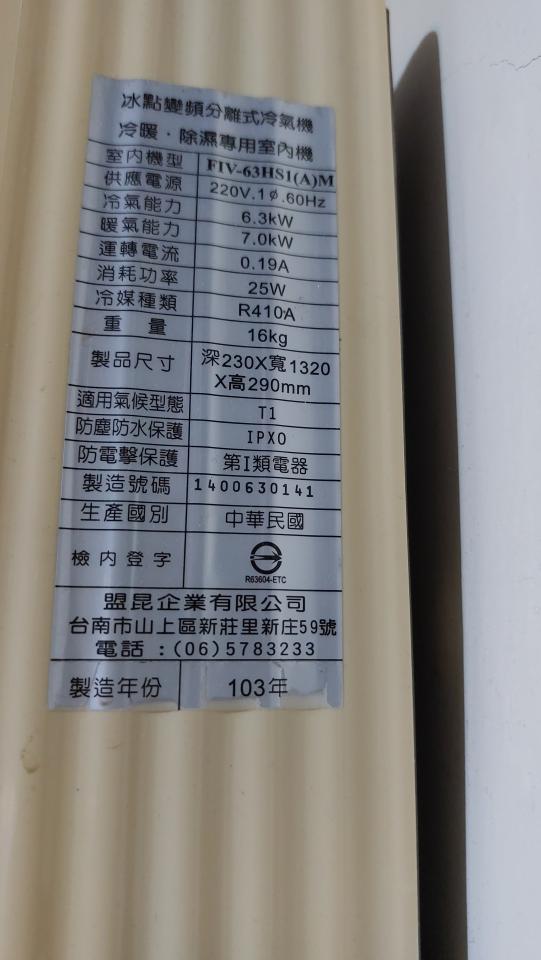 冰點變頻分離式冷氣機
冷暖．除濕專用室內機
室內機型 FIV-63HS1(A)M
供應電源 220V.1ø.60Hz
冷氣能力 6.3kW
暖氣能力 7.0kW
運轉電流 0.19A
消耗功率 25W
冷媒種類 R410A
重 量 16kg
製品尺寸 深230X寬1320
X高290mm
適用氣候型態 T1
防塵防水保護 IPX0
防電擊保護 第I類電器
製造號碼 1400630141
生產國別 中華民國
檢內登字 R63604-ETC
盟昆企業有限公司
台南市山上區新莊里新庄59號
電話：(06)5783233
製造年份 103年